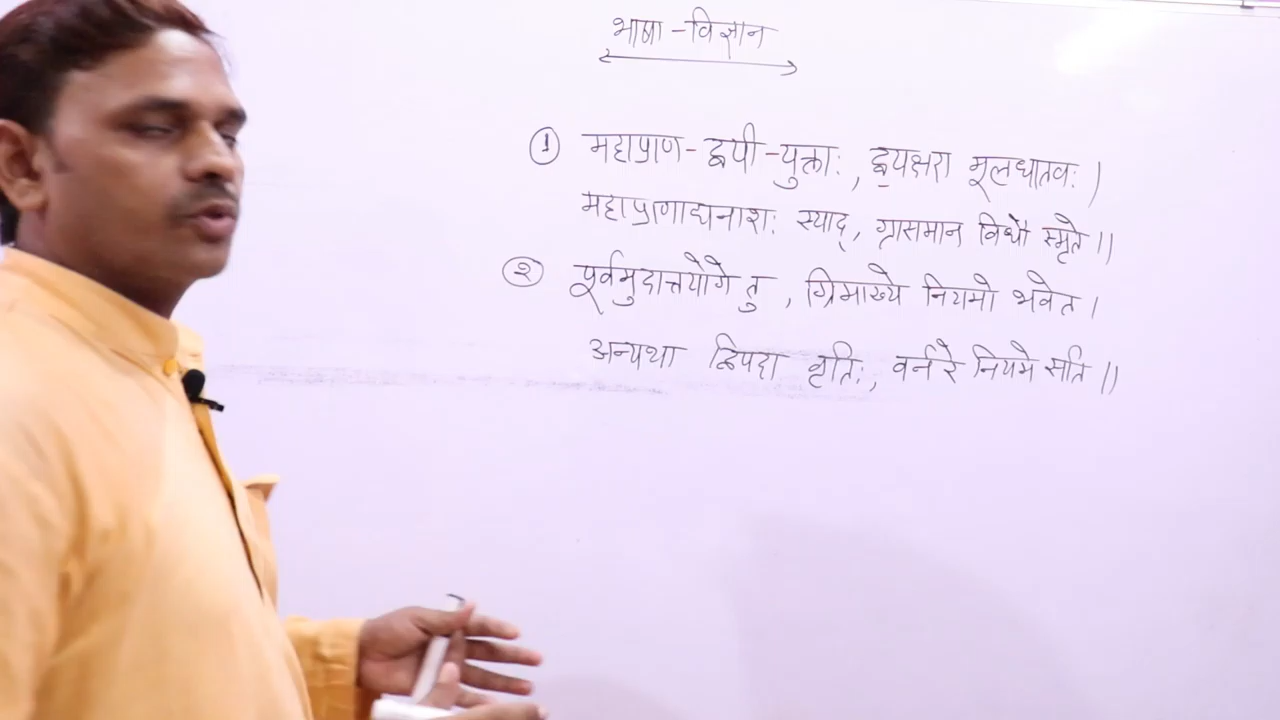 भाषा-विज्ञान
① महाप्राण-द्वयी-युक्ताः, द्वयक्षरा मूलधातवः।
महाप्राणाद्यनाशः स्याद्, ग्रासमान विधौ स्मृते॥
② पूर्वमुदात्तयोगे तु, ग्रिमाख्ये नियमो भवेत।
अन्यथा द्विपदा वृतिः, वर्नरे नियमे सति॥